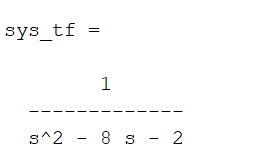 sys_tf =
1
-------------
s^2 - 8 s - 2